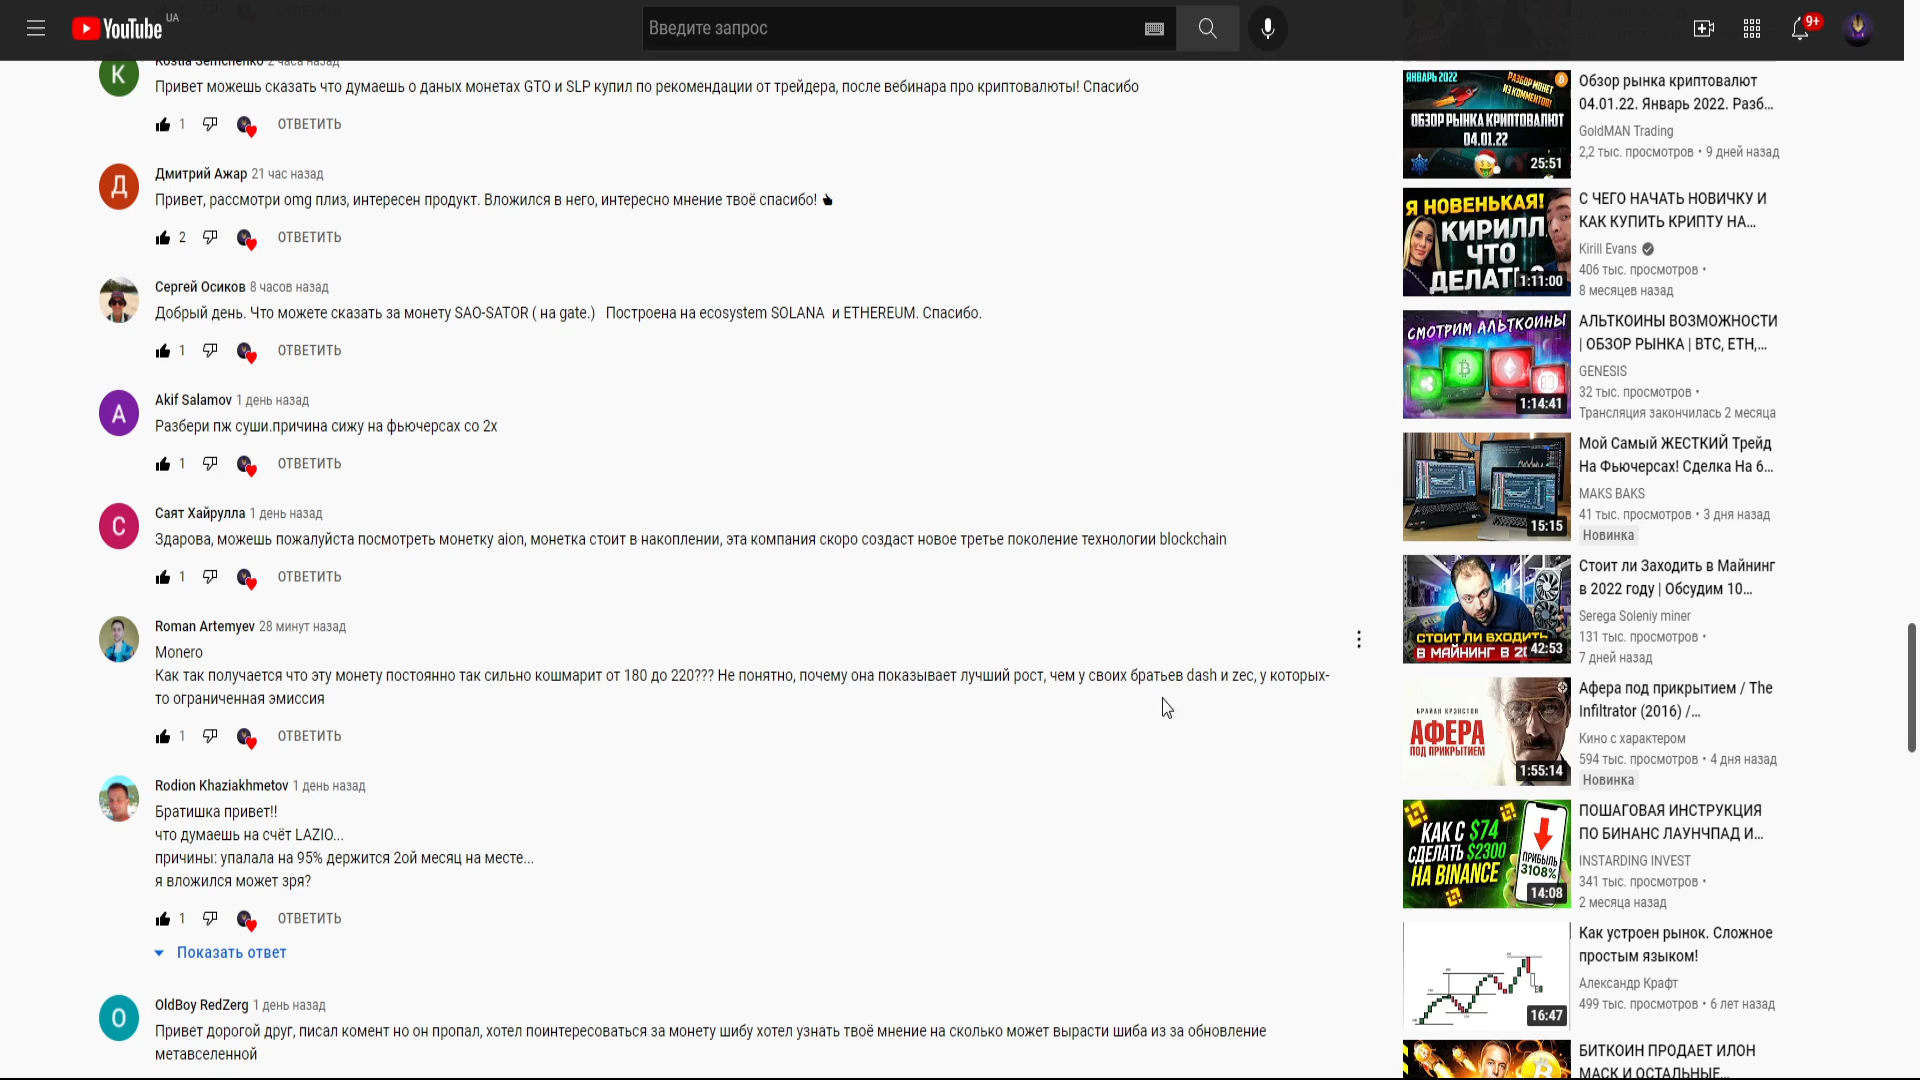 YouTube
UA
Введите запрос
9+
Kostia Semchenko 2 часа назад
Привет можешь сказать что думаешь о даных монетах GTO и SLP купил по рекомендации от трейдера, после вебинара про криптовалюты! Спасибо
1
ОТВЕТИТЬ
Дмитрий Ажар 21 час назад
Привет, рассмотри omg плиз, интересен продукт. Вложился в него, интересно мнение твоё спасибо!
2
ОТВЕТИТЬ
Сергей Осиков 8 часов назад
Добрый день. Что можете сказать за монету SAO-SATOR ( на gate.) Построена на ecosystem SOLANA и ETHEREUM. Спасибо.
1
ОТВЕТИТЬ
Akif Salamov 1 день назад
Разбери пж суши.причина сижу на фьючерсах со 2х
1
ОТВЕТИТЬ
Саят Хайрулла 1 день назад
Здарова, можешь пожалуйста посмотреть монетку aion, монетка стоит в накоплении, эта компания скоро создаст новое третье поколение технологии blockchain
1
ОТВЕТИТЬ
Roman Artemyev 28 минут назад
Monero
Как так получается что эту монету постоянно так сильно кошмарит от 180 до 220??? Не понятно, почему она показывает лучший рост, чем у своих братьев dash и zec, у которых-
то ограниченная эмиссия
1
ОТВЕТИТЬ
Rodion Khaziakhmetov 1 день назад
Братишка привет!!
что думаешь на счёт LAZIO...
причины: упалала на 95% держится 2ой месяц на месте...
я вложился может зря?
1
ОТВЕТИТЬ
Показать ответ
OldBoy RedZerg 1 день назад
Привет дорогой друг, писал комент но он пропал, хотел поинтересоваться за монету шибу хотел узнать твоё мнение на сколько может вырасти шиба из за обновление
метавселенной
К
Д
A
С
O
ЯНВАРЬ 2022
РАЗБОР МОНЕТ
ИЗ КОММЕНТОВ!
ОБЗОР РЫНКА КРИПТОВАЛЮТ
04.01.22
25:51
Обзор рынка криптовалют
04.01.22. Январь 2022. Разб...
GoldMAN Trading
2,2 тыс. просмотров • 9 дней назад
Я НОВЕНЬКАЯ!
КИРИЛЛ,
ЧТО
ДЕЛАТЬ?
1:11:00
С ЧЕГО НАЧАТЬ НОВИЧКУ И
КАК КУПИТЬ КРИПТУ НА...
Kirill Evans
406 тыс. просмотров •
8 месяцев назад
СМОТРИМ АЛЬТКОИНЫ
1:14:41
АЛЬТКОИНЫ ВОЗМОЖНОСТИ
| ОБЗОР РЫНКА | BTC, ETH,...
GENESIS
32 тыс. просмотров •
Трансляция закончилась 2 месяца
15:15
Мой Самый ЖЕСТКИЙ Трейд
На Фьючерсах! Сделка На 6...
MAKS BAKS
41 тыс. просмотров • 3 дня назад
Новинка
СТОИТ ЛИ ВХОДИТЬ
В МАЙНИНГ В 20
42:53
Стоит ли Заходить в Майнинг
в 2022 году | Обсудим 10...
Serega Soleniy miner
131 тыс. просмотров •
7 дней назад
БРАЙАН КРЭНСТОН
АФЕРА
ПОД ПРИКРЫТИЕМ
1:55:14
Афера под прикрытием / The
Infiltrator (2016) /...
Кино с характером
594 тыс. просмотров • 4 дня назад
Новинка
КАК С $74
СДЕЛАТЬ $2300
НА BINANCE
ПРИБЫЛЬ
3108%
14:08
ПОШАГОВАЯ ИНСТРУКЦИЯ
ПО БИНАНС ЛАУНЧПАД И...
INSTARDING INVEST
341 тыс. просмотров •
2 месяца назад
16:47
Как устроен рынок. Сложное
простым языком!
Александр Крафт
499 тыс. просмотров • 6 лет назад
БИТКОИН ПРОДАЕТ ИЛОН
МАСК И ОСТАЛЬНЫЕ...